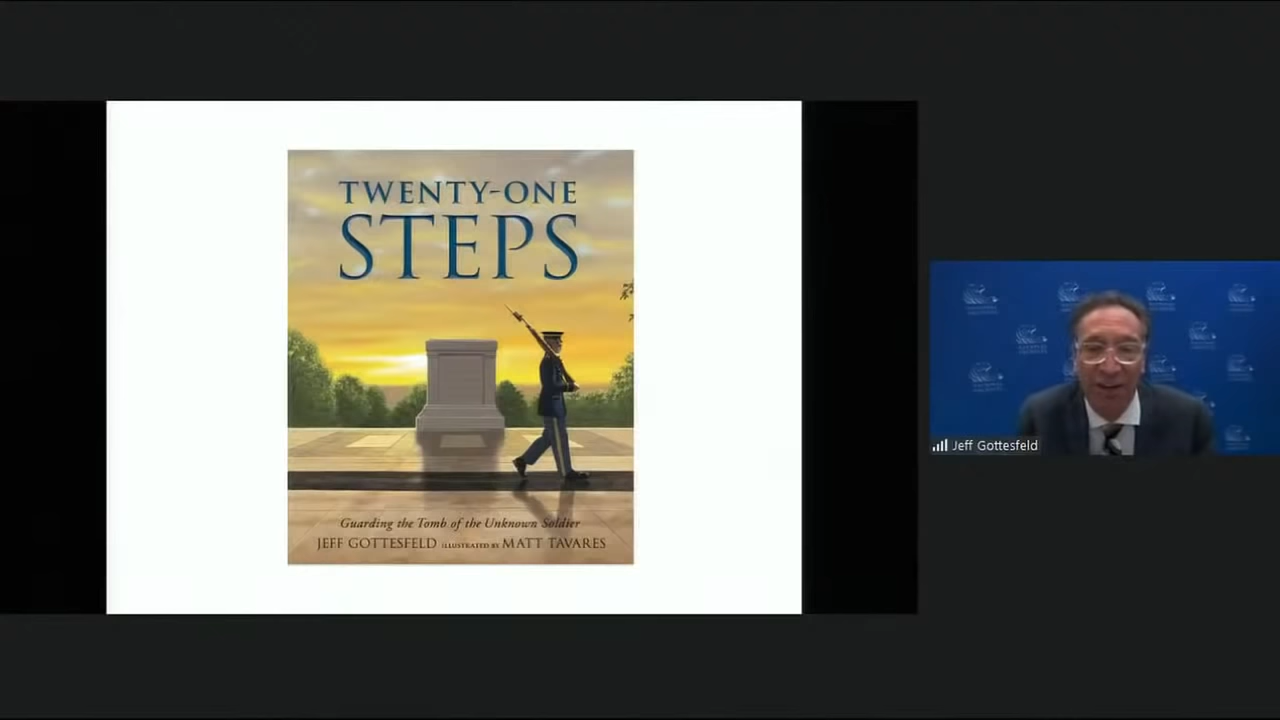 TWENTY-ONE
STEPS
Guarding the Tomb of the Unknown Soldier
JEFF GOTTESFELD ILLUSTRATED BY MATT TAVARES
Jeff Gottesfeld